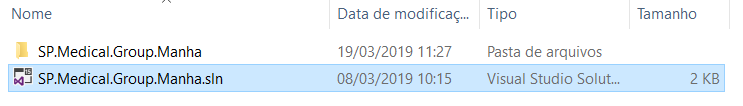 Nome Data de modificaç... Tipo Tamanho
SP.Medical.Group.Manha 19/03/2019 11:27 Pasta de arquivos
SP.Medical.Group.Manha.sln 08/03/2019 10:15 Visual Studio Solut... 2 KB